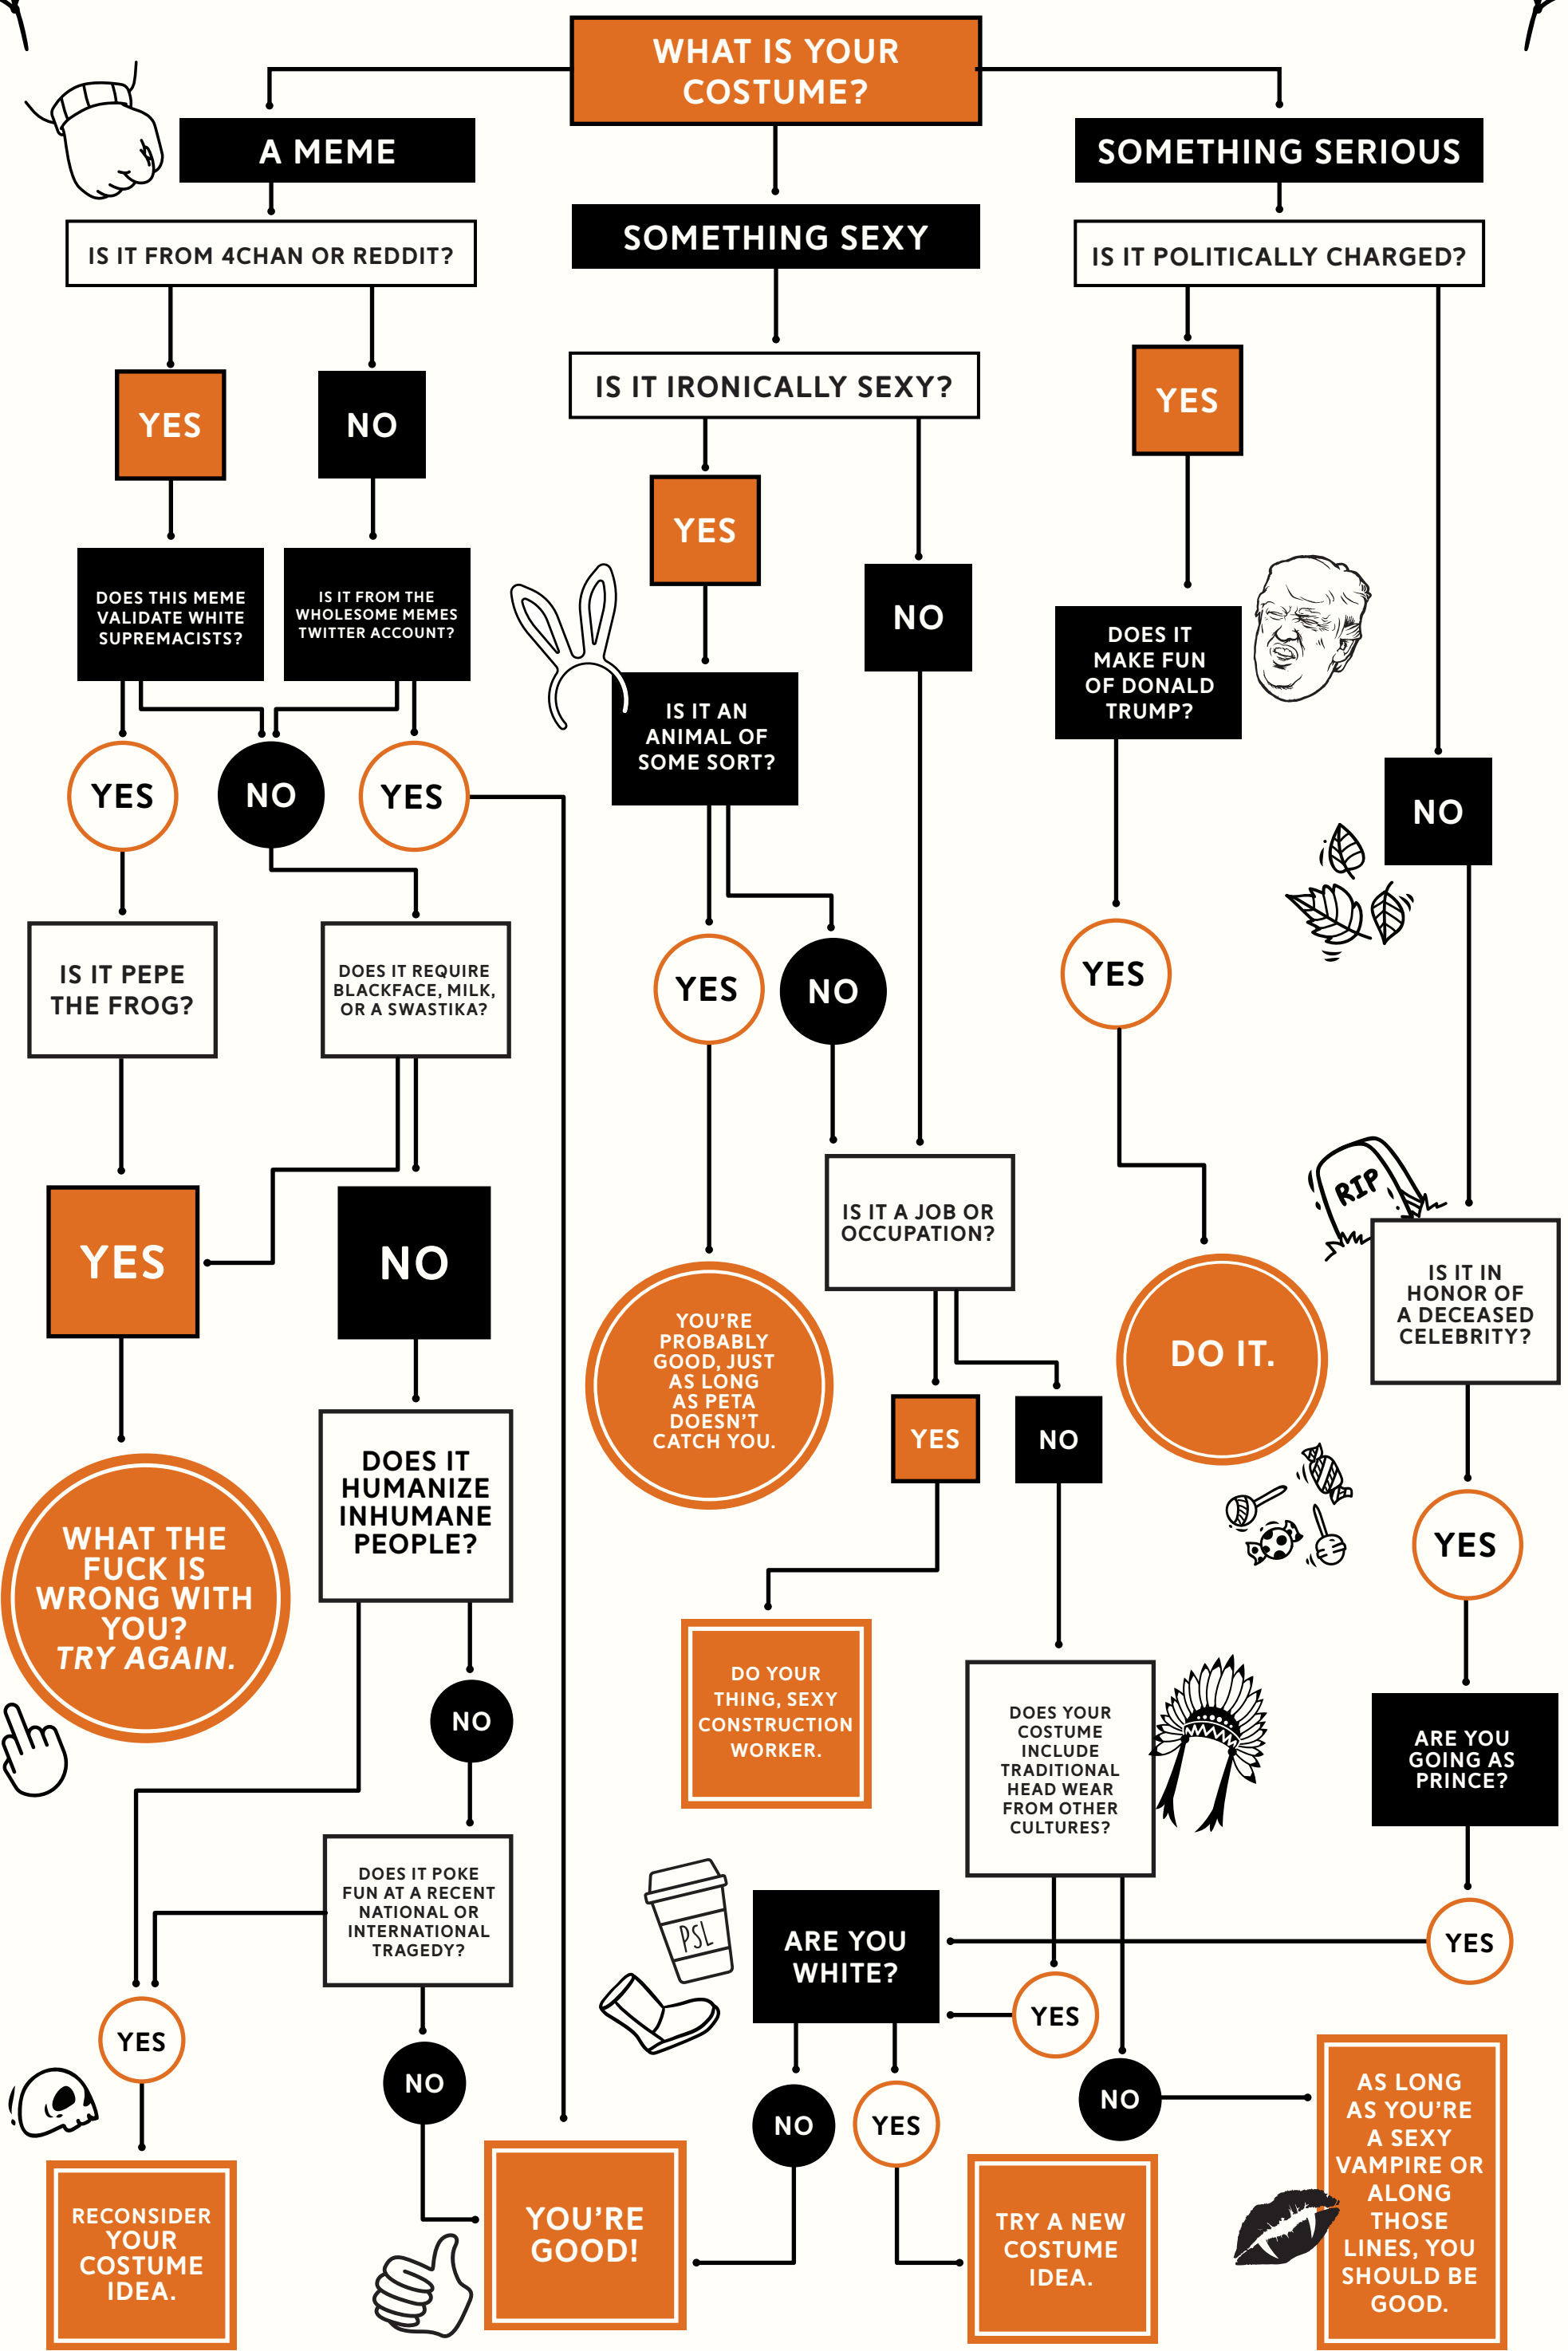 WHAT IS YOUR
COSTUME?
A MEME
SOMETHING SERIOUS
SOMETHING SEXY
IS IT FROM 4CHAN OR REDDIT?
IS IT POLITICALLY CHARGED?
IS IT IRONICALLY SEXY?
YES
NO
YES
YES
NO
DOES THIS MEME
VALIDATE WHITE
SUPREMACISTS?
IS IT FROM THE
WHOLESOME MEMES
TWITTER ACCOUNT?
DOES IT
MAKE FUN
OF DONALD
TRUMP?
IS IT AN
ANIMAL OF
SOME SORT?
YES
NO
YES
NO
IS IT PEPE
THE FROG?
DOES IT REQUIRE
BLACKFACE, MILK,
OR A SWASTIKA?
YES
NO
YES
YES
NO
IS IT A JOB OR
OCCUPATION?
RIP
IS IT IN
HONOR OF
A DECEASED
CELEBRITY?
YOU'RE
PROBABLY
GOOD, JUST
AS LONG
AS PETA
DOESN'T
CATCH YOU.
DO IT.
YES
NO
DOES IT
HUMANIZE
INHUMANE
PEOPLE?
YES
WHAT THE
FUCK IS
WRONG WITH
YOU?
TRY AGAIN.
DO YOUR
THING, SEXY
CONSTRUCTION
WORKER.
NO
DOES YOUR
COSTUME
INCLUDE
TRADITIONAL
HEAD WEAR
FROM OTHER
CULTURES?
ARE YOU
GOING AS
PRINCE?
DOES IT POKE
FUN AT A RECENT
NATIONAL OR
INTERNATIONAL
TRAGEDY?
PSL
ARE YOU
WHITE?
YES
YES
YES
NO
NO
YES
NO
RECONSIDER
YOUR
COSTUME
IDEA.
YOU'RE
GOOD!
TRY A NEW
COSTUME
IDEA.
AS LONG
AS YOU'RE
A SEXY
VAMPIRE OR
ALONG
THOSE
LINES, YOU
SHOULD BE
GOOD.